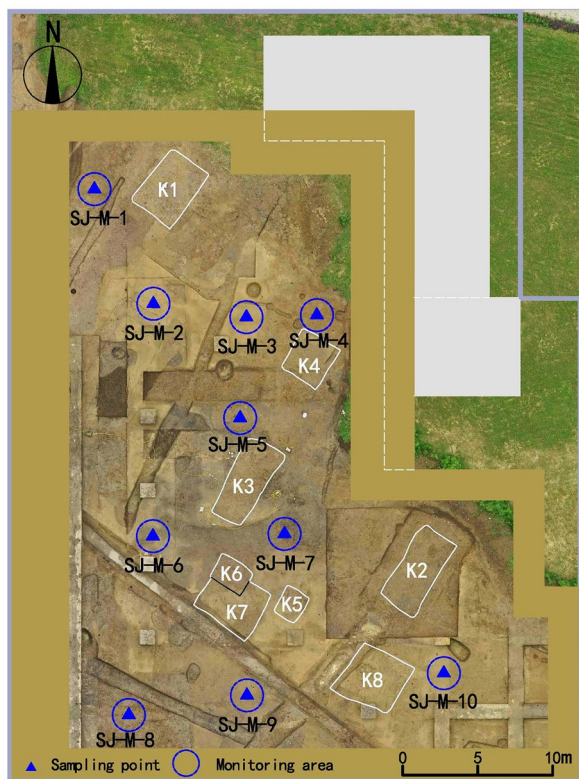 N
K1
SJ-M-1
SJ-M-2
SJ-M-3
SJ-M-4
K4
SJ-M-5
K3
SJ-M-6
SJ-M-7
K2
K6
K5
K7
K8
SJ-M-10
SJ-M-9
SJ-M-8
Sampling point
Monitoring area
0 5 10m